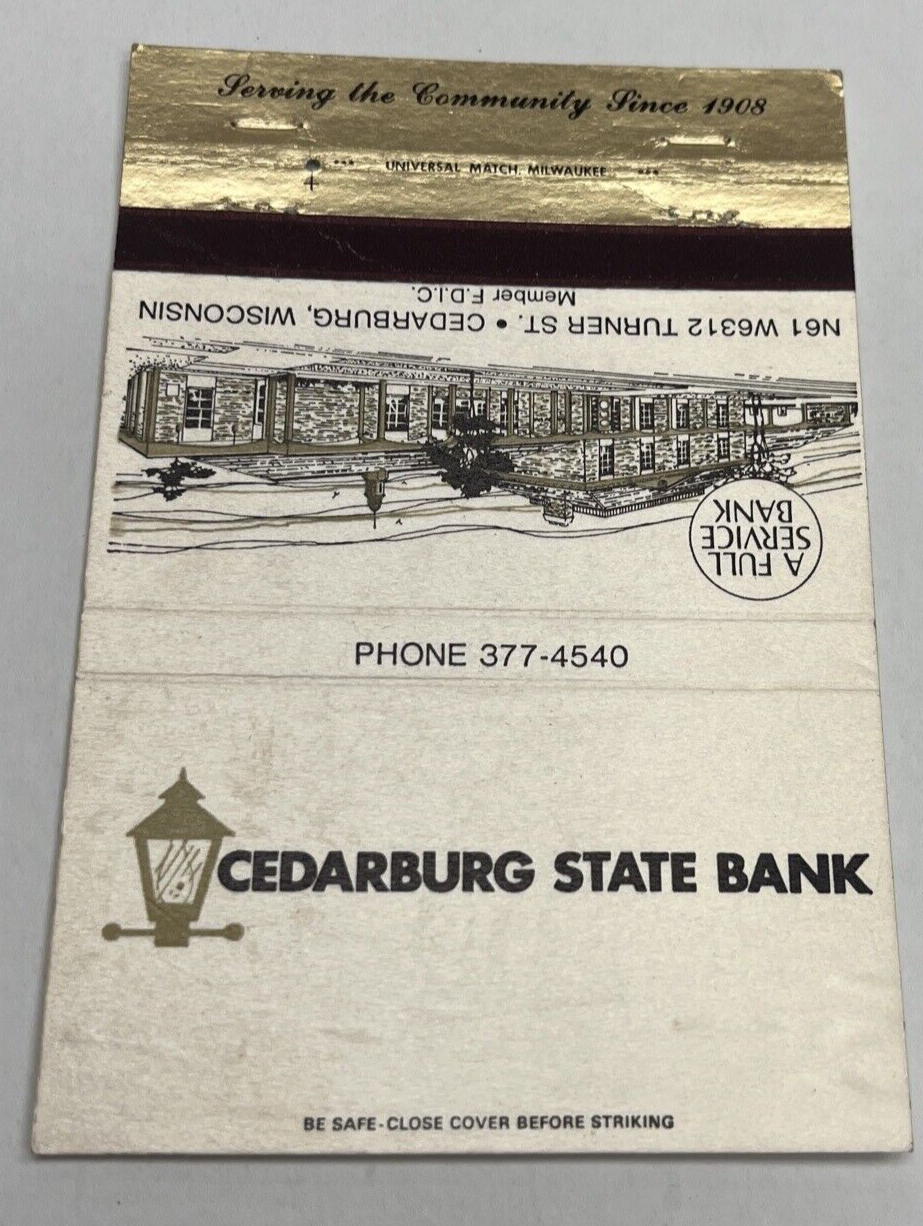 Serving the Community Since 1908
*** UNIVERSAL MATCH, MILWAUKEE ***
4
Member F.D.I.C.
N61 W6312 TURNER ST. • CEDARBURG, WISCONSIN
A FULL
SERVICE
BANK
PHONE 377-4540
CEDARBURG STATE BANK
BE SAFE-CLOSE COVER BEFORE STRIKING